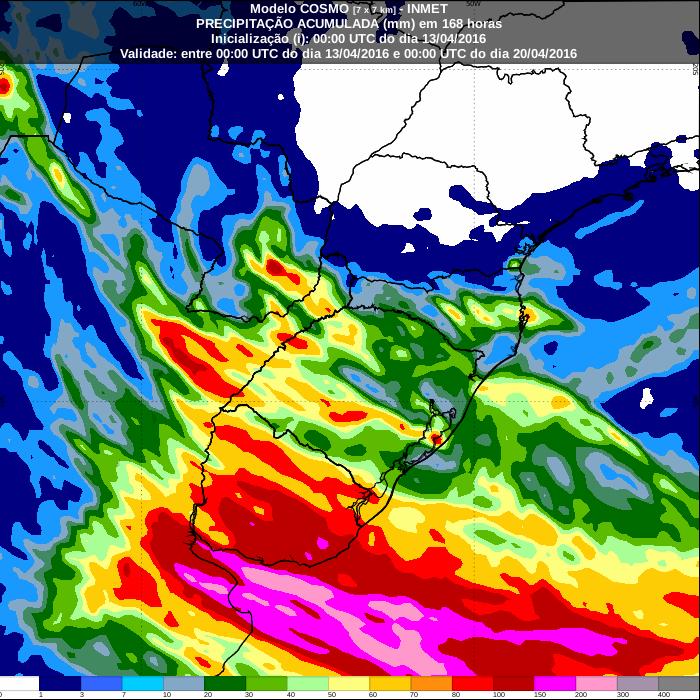 Modelo COSMO [7 x 7 km] - INMET
PRECIPITAÇÃO ACUMULADA (mm) em 168 horas
Inicialização (i): 00:00 UTC do dia 13/04/2016
Validade: entre 00:00 UTC do dia 13/04/2016 e 00:00 UTC do dia 20/04/2016
1 3 7 10 20 30 40 50 60 70 80 100 150 200 300 400